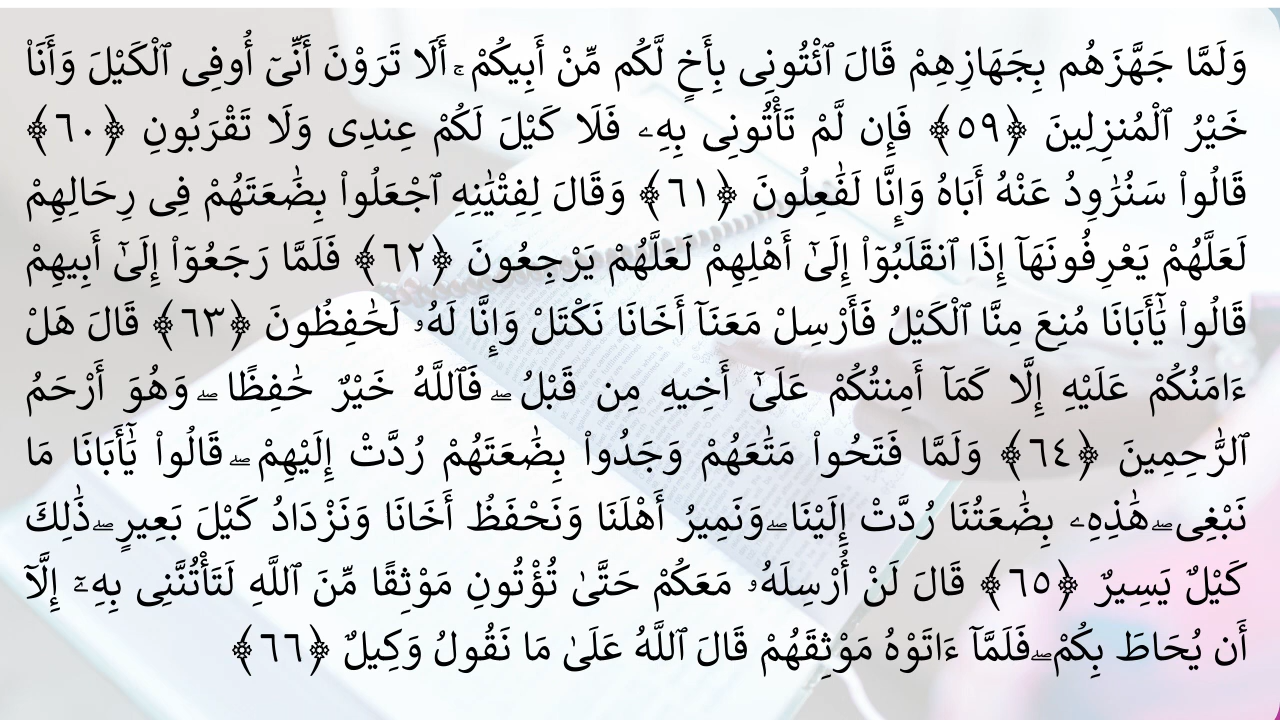 وَلَمَّا جَهَّزَهُم بِجَهَازِهِمْ قَالَ ٱئْتُونِى بِأَخٍ لَّكُم مِّنْ أَبِيكُمْ ۚ أَلَا تَرَوْنَ أَنِّىٓ أُوفِى ٱلْكَيْلَ وَأَنَا۠
خَيْرُ ٱلْمُنزِلِينَ ﴿٥٩﴾ فَإِن لَّمْ تَأْتُونِى بِهِۦ فَلَا كَيْلَ لَكُمْ عِندِى وَلَا تَقْرَبُونِ ﴿٦٠﴾
قَالُوا۟ سَنُرَٰوِدُ عَنْهُ أَبَاهُ وَإِنَّا لَفَٰعِلُونَ ﴿٦١﴾ وَقَالَ لِفِتْيَٰنِهِ ٱجْعَلُوا۟ بِضَٰعَتَهُمْ فِى رِحَالِهِمْ
لَعَلَّهُمْ يَعْرِفُونَهَآ إِذَا ٱنقَلَبُوٓا۟ إِلَىٰٓ أَهْلِهِمْ لَعَلَّهُمْ يَرْجِعُونَ ﴿٦٢﴾ فَلَمَّا رَجَعُوٓا۟ إِلَىٰٓ أَبِيهِمْ
قَالُوا۟ يَٰٓأَبَانَا مُنِعَ مِنَّا ٱلْكَيْلُ فَأَرْسِلْ مَعَنَآ أَخَانَا نَكْتَلْ وَإِنَّا لَهُۥ لَحَٰفِظُونَ ﴿٦٣﴾ قَالَ هَلْ
ءَامَنُكُمْ عَلَيْهِ إِلَّا كَمَآ أَمِنتُكُمْ عَلَىٰٓ أَخِيهِ مِن قَبْلُ ۖ فَٱللَّهُ خَيْرٌ حَٰفِظًا ۖ وَهُوَ أَرْحَمُ
ٱلرَّٰحِمِينَ ﴿٦٤﴾ وَلَمَّا فَتَحُوا۟ مَتَٰعَهُمْ وَجَدُوا۟ بِضَٰعَتَهُمْ رُدَّتْ إِلَيْهِمْ ۖ قَالُوا۟ يَٰٓأَبَانَا مَا
نَبْغِى ۖ هَٰذِهِۦ بِضَٰعَتُنَا رُدَّتْ إِلَيْنَا ۖ وَنَمِيرُ أَهْلَنَا وَنَحْفَظُ أَخَانَا وَنَزْدَادُ كَيْلَ بَعِيرٍ ۖ ذَٰلِكَ
كَيْلٌ يَسِيرٌ ﴿٦٥﴾ قَالَ لَنْ أُرْسِلَهُۥ مَعَكُمْ حَتَّىٰ تُؤْتُونِ مَوْثِقًا مِّنَ ٱللَّهِ لَتَأْتُنَّنِى بِهِۦٓ إِلَّآ
أَن يُحَاطَ بِكُمْ ۖ فَلَمَّآ ءَاتَوْهُ مَوْثِقَهُمْ قَالَ ٱللَّهُ عَلَىٰ مَا نَقُولُ وَكِيلٌ ﴿٦٦﴾